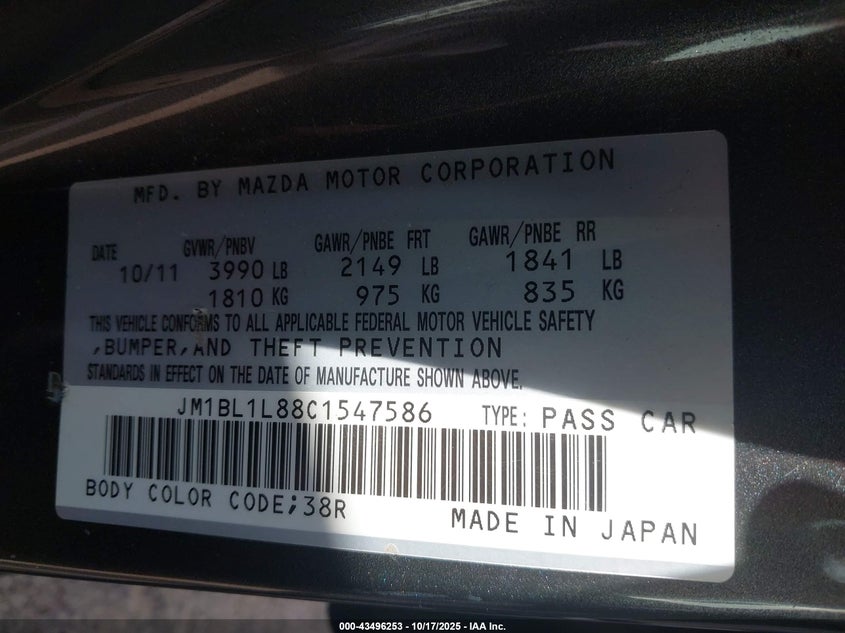 MFD. BY MAZDA MOTOR CORPORATION
DATE GVWR/PNBV GAWR/PNBE FRT GAWR/PNBE RR
10/11 3990 LB 2149 LB 1841 LB
1810 KG 975 KG 835 KG
THIS VEHICLE CONFORMS TO ALL APPLICABLE FEDERAL MOTOR VEHICLE SAFETY
,BUMPER,AND THEFT PREVENTION
STANDARDS IN EFFECT ON THE DATE OF MANUFACTURE SHOWN ABOVE.
JM1BL1L88C1547586 TYPE: PASS CAR
BODY COLOR CODE;38R MADE IN JAPAN
000-43496253 - 10/17/2025 - IAA Inc.